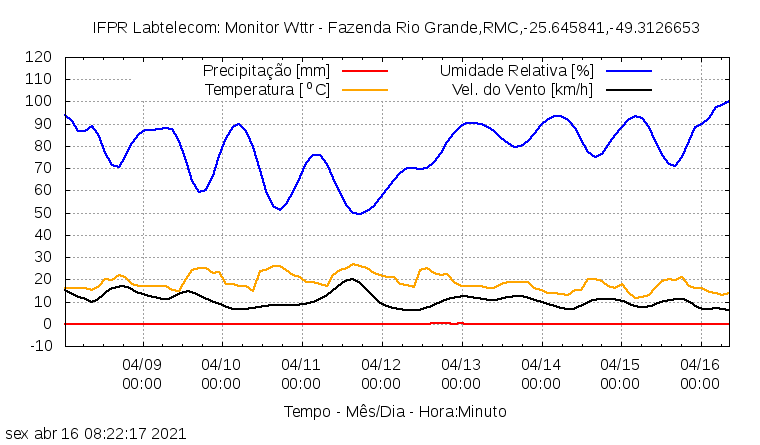 IFPR Labtelecom: Monitor Wttr - Fazenda Rio Grande,RMC,-25.645841,-49.3126653
120
110
100
90
80
70
60
50
40
30
20
10
0
-10
Precipitação [mm]
Temperatura [⁰C]
Umidade Relativa [%]
Vel. do Vento [km/h]
04/09 04/10 04/11 04/12 04/13 04/14 04/15 04/16
00:00 00:00 00:00 00:00 00:00 00:00 00:00 00:00
Tempo - Mês/Dia - Hora:Minuto
sex abr 16 08:22:17 2021